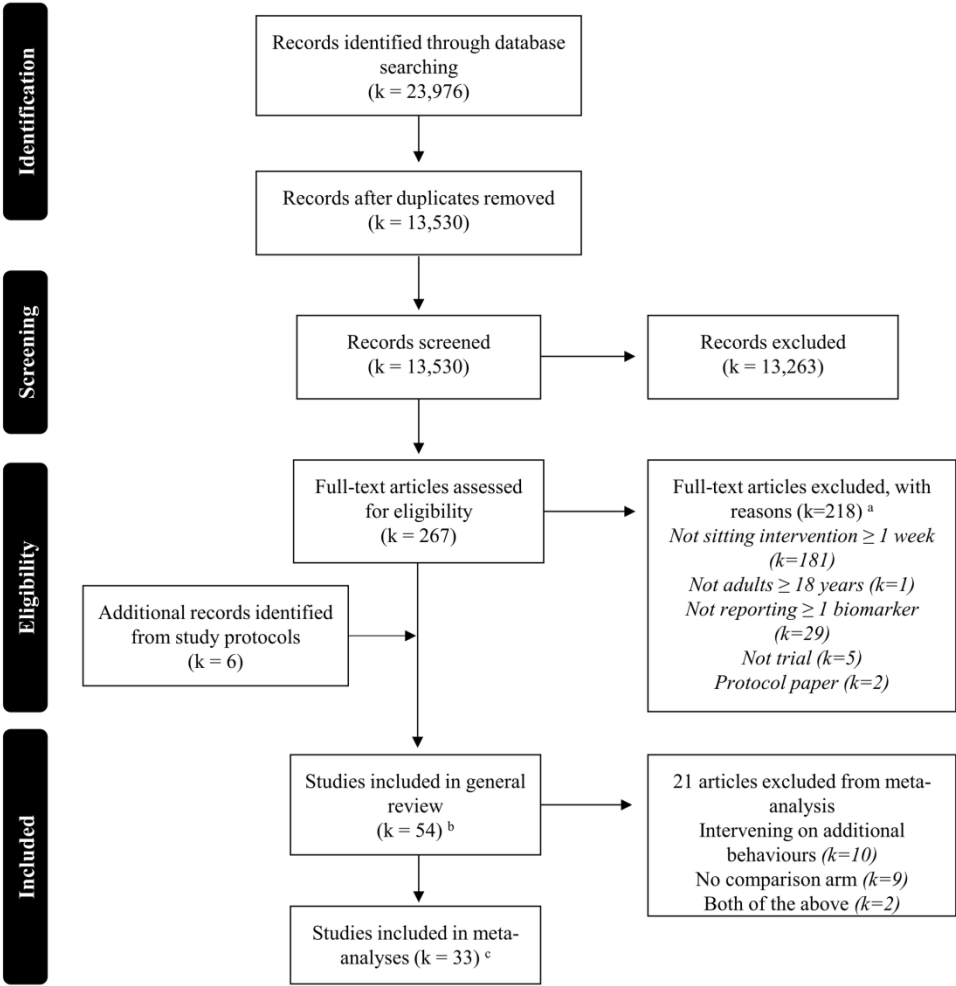 Identification
Records identified through database
searching
(k = 23,976)
Records after duplicates removed
(k = 13,530)
Screening
Records screened
(k = 13,530)
Records excluded
(k = 13,263)
Eligibility
Full-text articles assessed
for eligibility
(k = 267)
Full-text articles excluded, with
reasons (k=218) a
Not sitting intervention ≥ 1 week
(k=181)
Not adults ≥ 18 years (k=1)
Not reporting ≥ 1 biomarker
(k=29)
Not trial (k=5)
Protocol paper (k=2)
Additional records identified
from study protocols
(k = 6)
Included
Studies included in general
review
(k = 54) b
21 articles excluded from meta-
analysis
Intervening on additional
behaviours (k=10)
No comparison arm (k=9)
Both of the above (k=2)
Studies included in meta-
analyses (k = 33) c